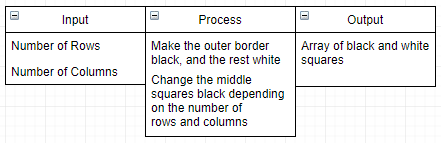 Input
Number of Rows
Number of Columns
Process
Make the outer border
black, and the rest white
Change the middle
squares black depending
on the number of
rows and columns
Output
Array of black and white
squares